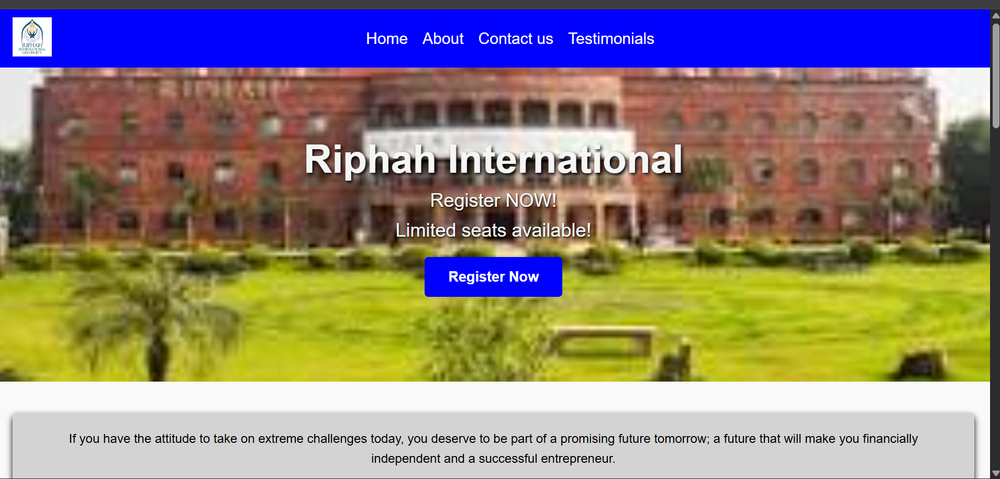 RIPHAH
INTERNATIONAL
UNIVERSITY
Home About Contact us Testimonials
RIPHAH
Riphah International
Register NOW!
Limited seats available!
Register Now
If you have the attitude to take on extreme challenges today, you deserve to be part of a promising future tomorrow; a future that will make you financially
independent and a successful entrepreneur.